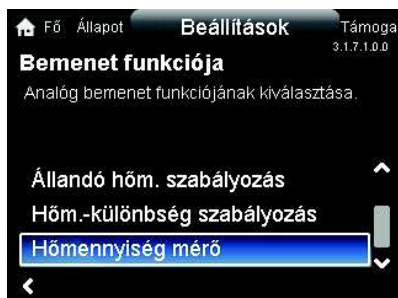 Fő Állapot Beállítások Támoga
3.1.7.1.0.0
Bemenet funkciója
Analóg bemenet funkciójának kiválasztása.
Állandó hőm. szabályozás
Hőm.-különbség szabályozás
Hőmennyiség mérő